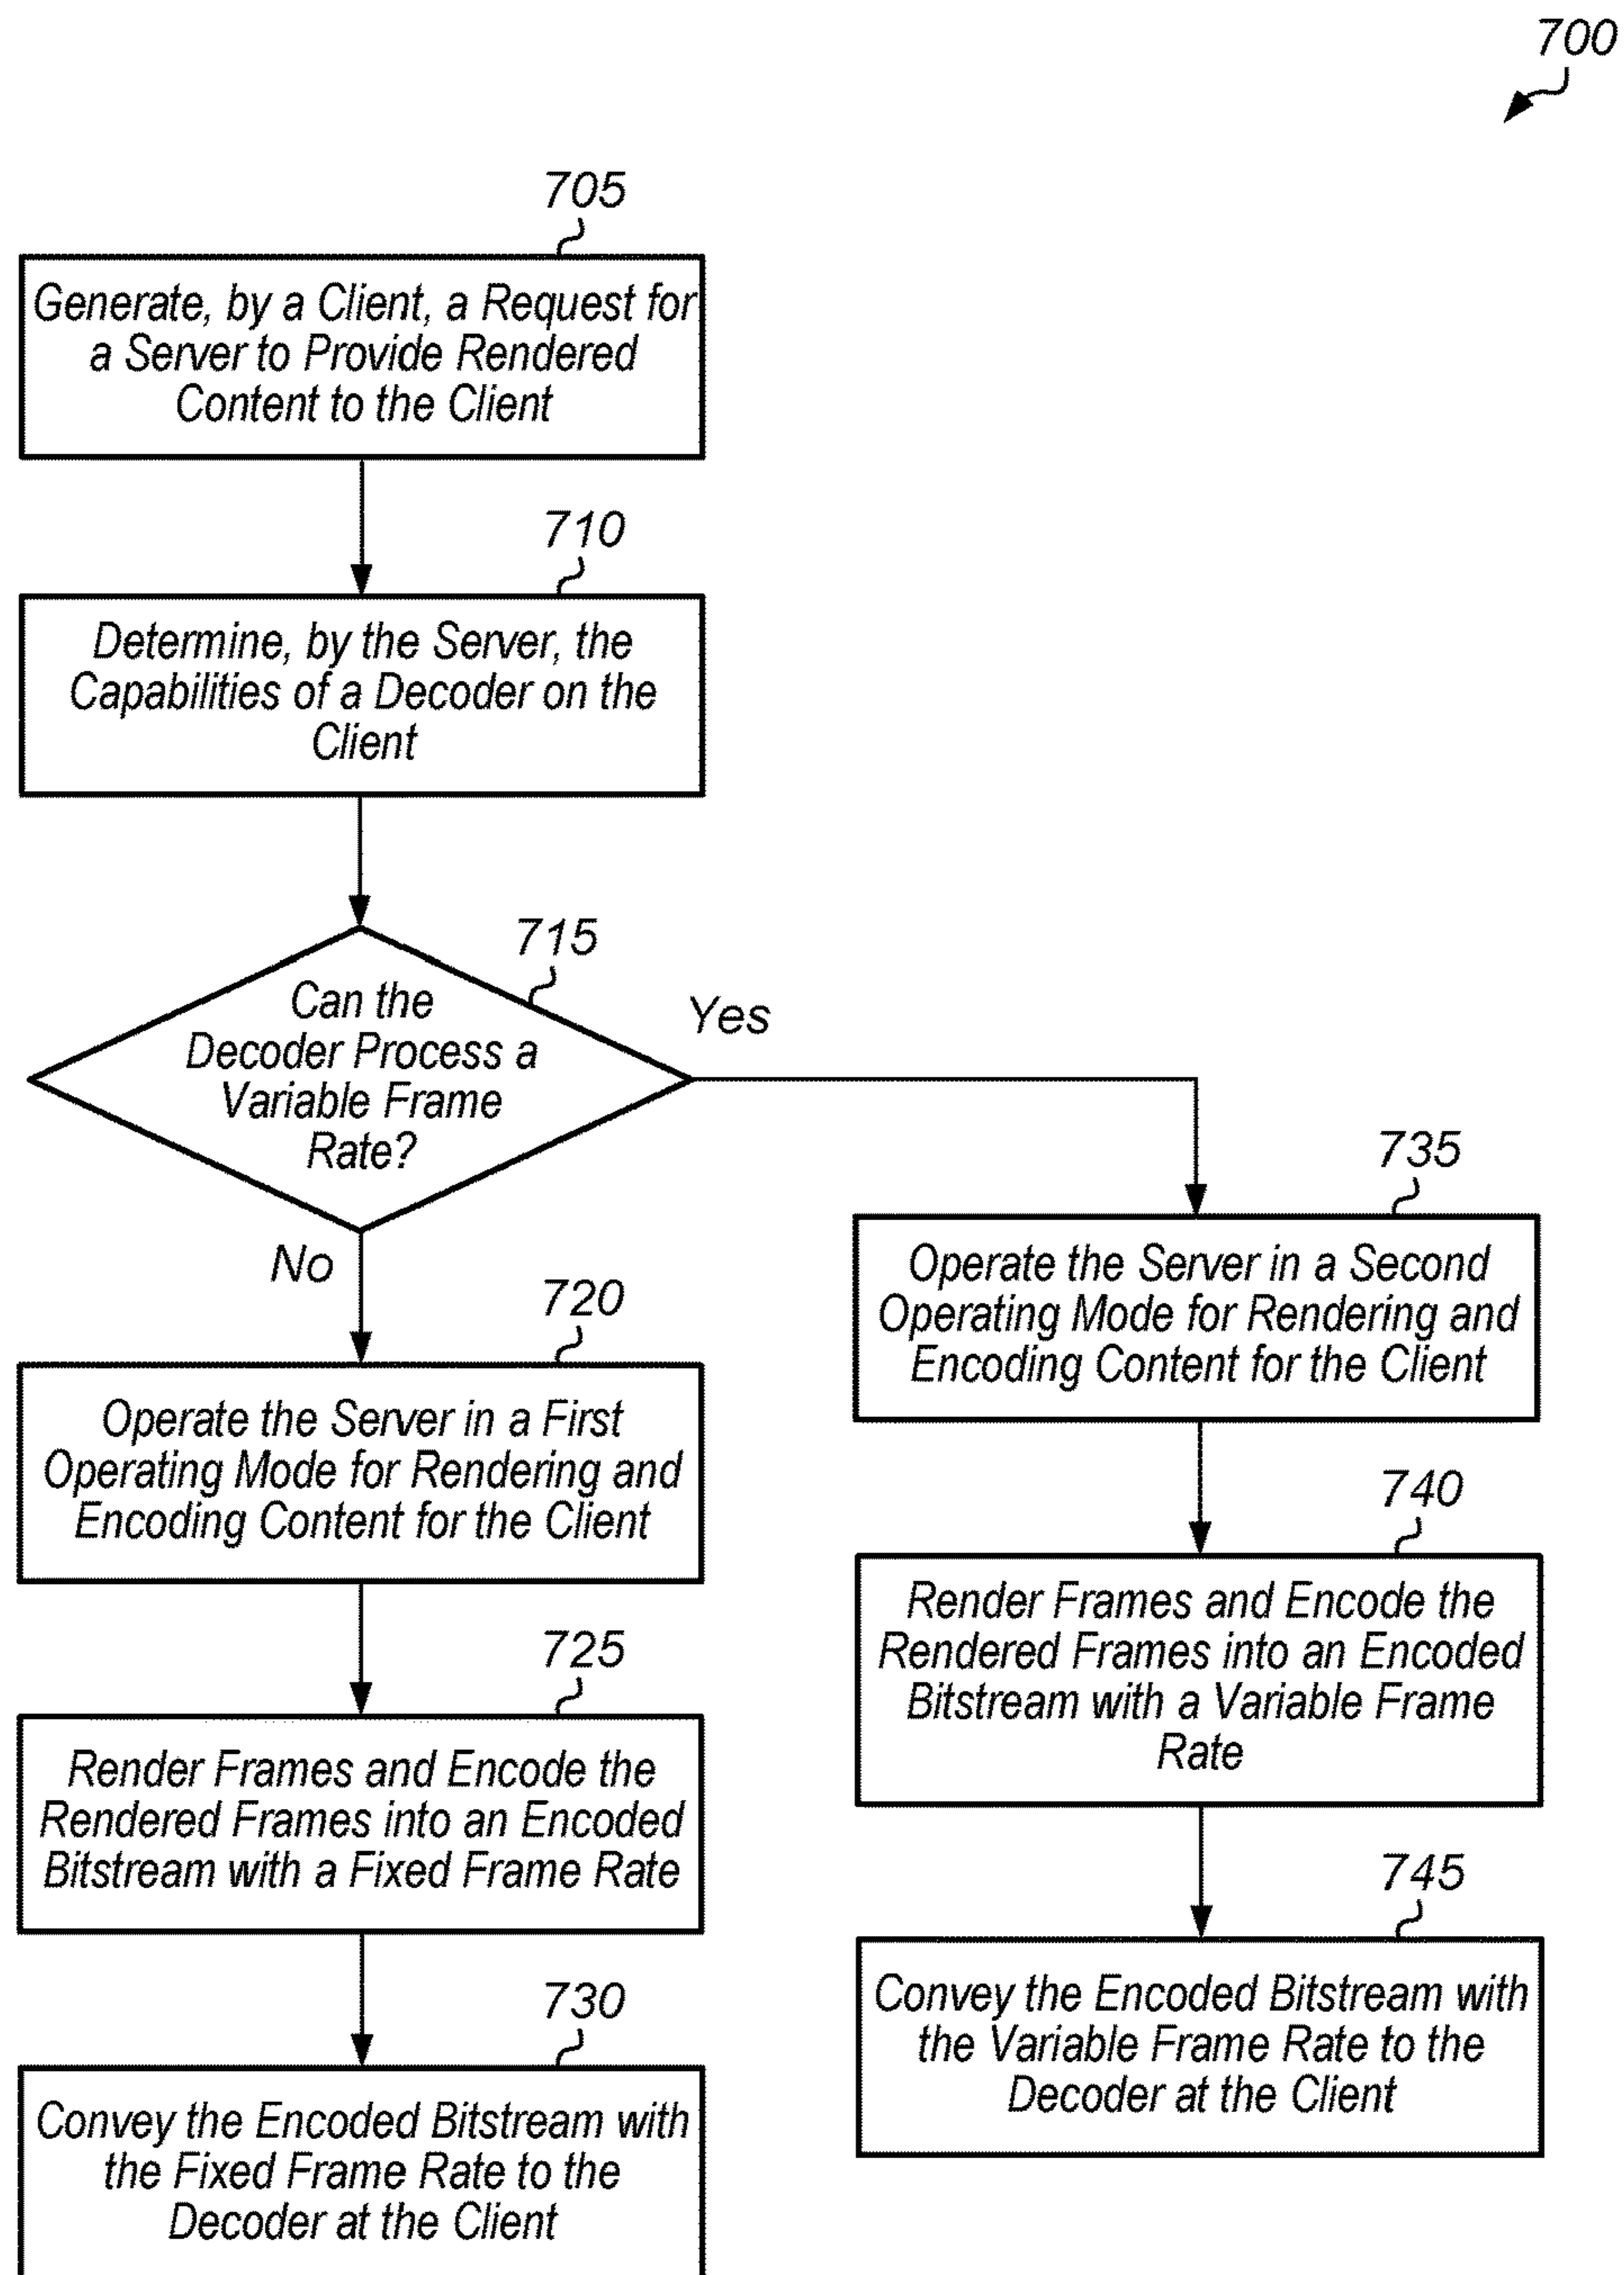 700
705
Generate, by a Client, a Request for
a Server to Provide Rendered
Content to the Client
710
Determine, by the Server, the
Capabilities of a Decoder on the
Client
715
Can the
Decoder Process a
Variable Frame
Rate?
Yes
No
720
Operate the Server in a First
Operating Mode for Rendering and
Encoding Content for the Client
725
Render Frames and Encode the
Rendered Frames into an Encoded
Bitstream with a Fixed Frame Rate
730
Convey the Encoded Bitstream with
the Fixed Frame Rate to the
Decoder at the Client
735
Operate the Server in a Second
Operating Mode for Rendering and
Encoding Content for the Client
740
Render Frames and Encode the
Rendered Frames into an Encoded
Bitstream with a Variable Frame
Rate
745
Convey the Encoded Bitstream with
the Variable Frame Rate to the
Decoder at the Client